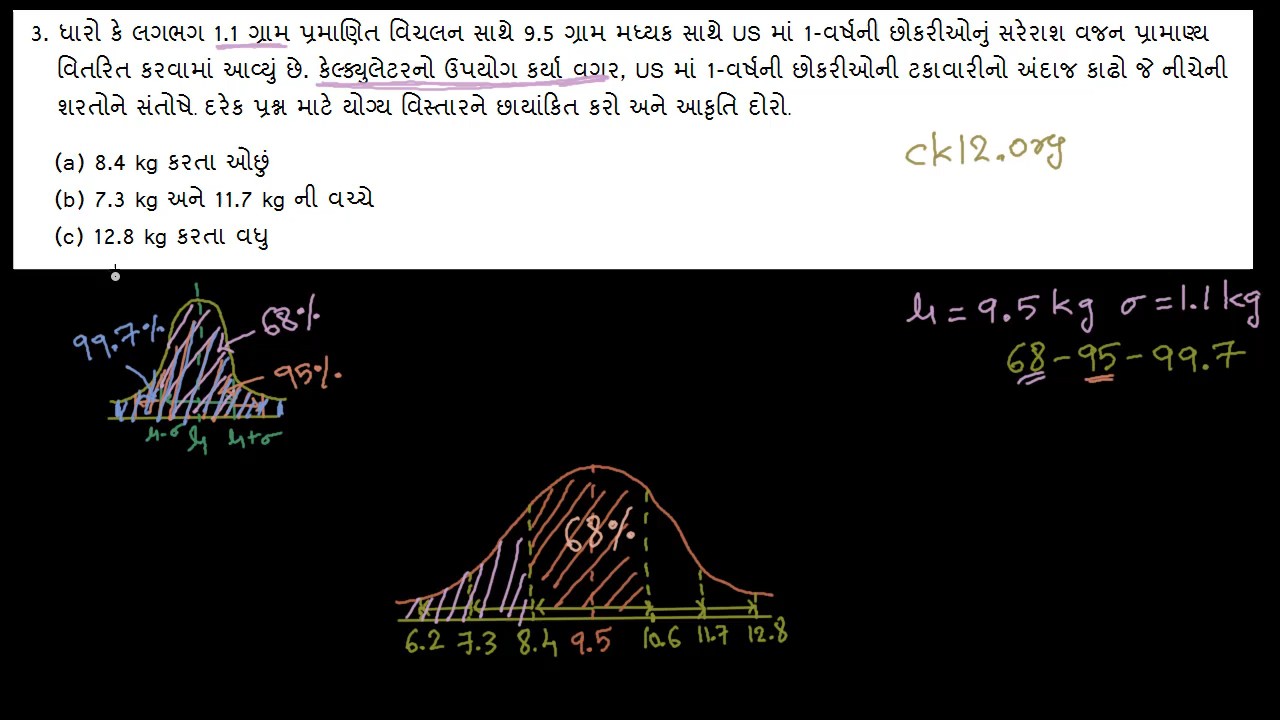 3. ધારો કે લગભગ 1.1 ગ્રામ પ્રમાણિત વિચલન સાથે 9.5 ગ્રામ મધ્યક સાથે US માં 1-વર્ષની છોકરીઓનું સરેરાશ વજન પ્રામાણ્ય
વિતરિત કરવામાં આવ્યું છે. કેલ્ક્યુલેટરનો ઉપયોગ કર્યા વગર, US માં 1-વર્ષની છોકરીઓની ટકાવારીનો અંદાજ કાઢો જે નીચેની
શરતોને સંતોષે. દરેક પ્રશ્ન માટે યોગ્ય વિસ્તારને છાયાંકિત કરો અને આકૃતિ દોરો.
ck12.org
(a) 8.4 kg કરતા ઓછું
(b) 7.3 kg અને 11.7 kg ની વચ્ચે
(c) 12.8 kg કરતા વધુ
μ = 9.5 kg σ = 1.1 kg
68 - 95 - 99.7
99.7%
68%
95%
μ-σ μ μ+σ
68%
6.2 7.3 8.4 9.5 10.6 11.7 12.8